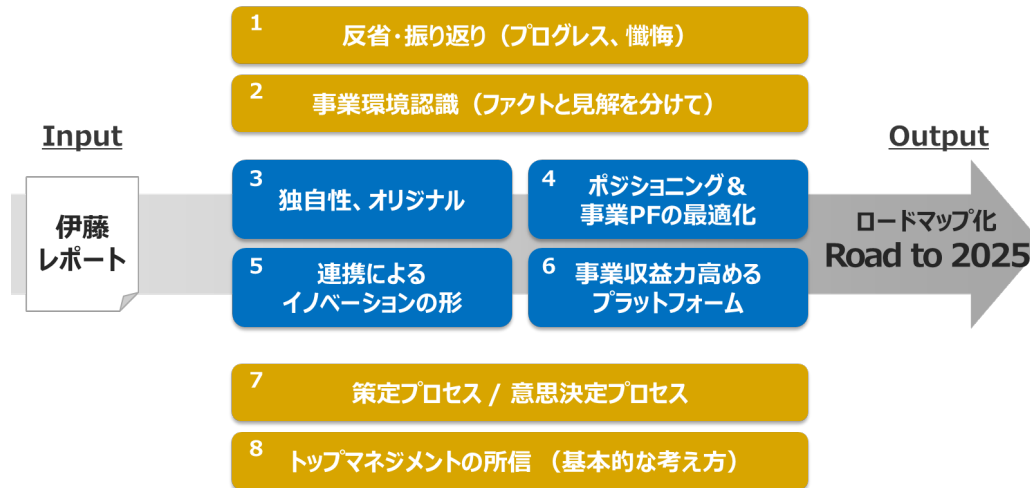 1
反省・振り返り（プログレス、懺悔）
2
事業環境認識（ファクトと見解を分けて）
Input
伊藤
レポート
3
独自性、オリジナル
4
ポジショニング＆
事業PFの最適化
5
連携による
イノベーションの形
6
事業収益力高める
プラットフォーム
Output
ロードマップ化
Road to 2025
7
策定プロセス / 意思決定プロセス
8
トップマネジメントの所信 （基本的な考え方）